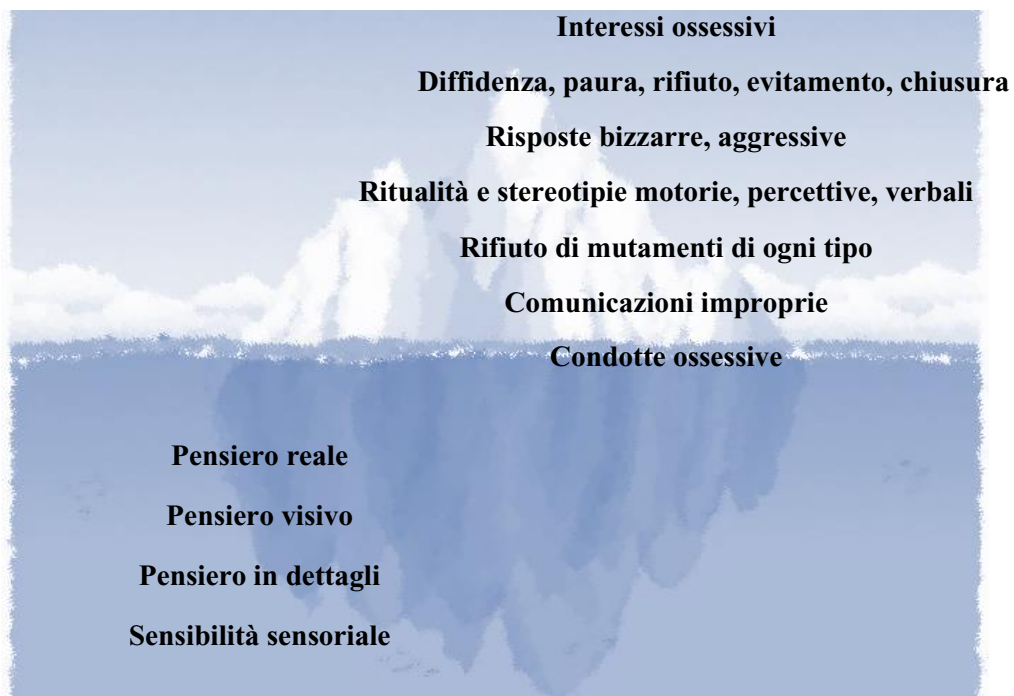 Interessi ossessivi
Diffidenza, paura, rifiuto, evitamento, chiusura
Risposte bizzarre, aggressive
Ritualità e stereotipie motorie, percettive, verbali
Rifiuto di mutamenti di ogni tipo
Comunicazioni improprie
Condotte ossessive
Pensiero reale
Pensiero visivo
Pensiero in dettagli
Sensibilità sensoriale